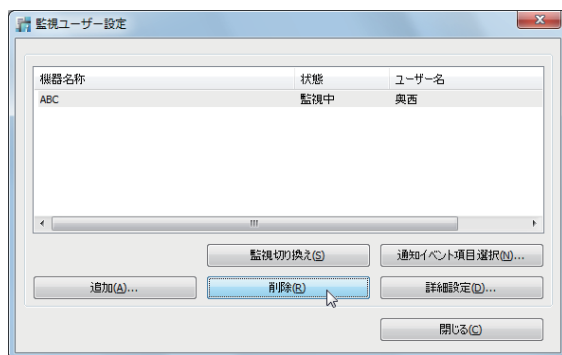 監視ユーザー設定
機器名称 状態 ユーザー名
ABC 監視中 奥西
監視切り換え(S) 通知イベント項目選択(N)...
追加(A)... 削除(R) 詳細設定(D)...
閉じる(C)